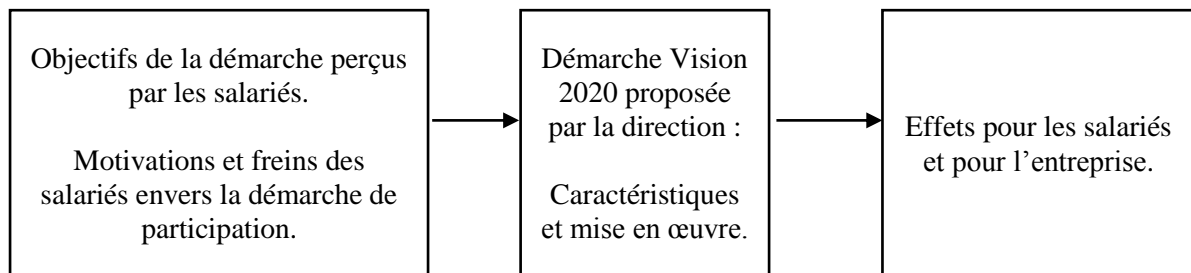 Objectifs de la démarche perçus
par les salariés.
Motivations et freins des
salariés envers la démarche de
participation.
Démarche Vision
2020 proposée
par la direction :
Caractéristiques
et mise en œuvre.
Effets pour les salariés
et pour l’entreprise.